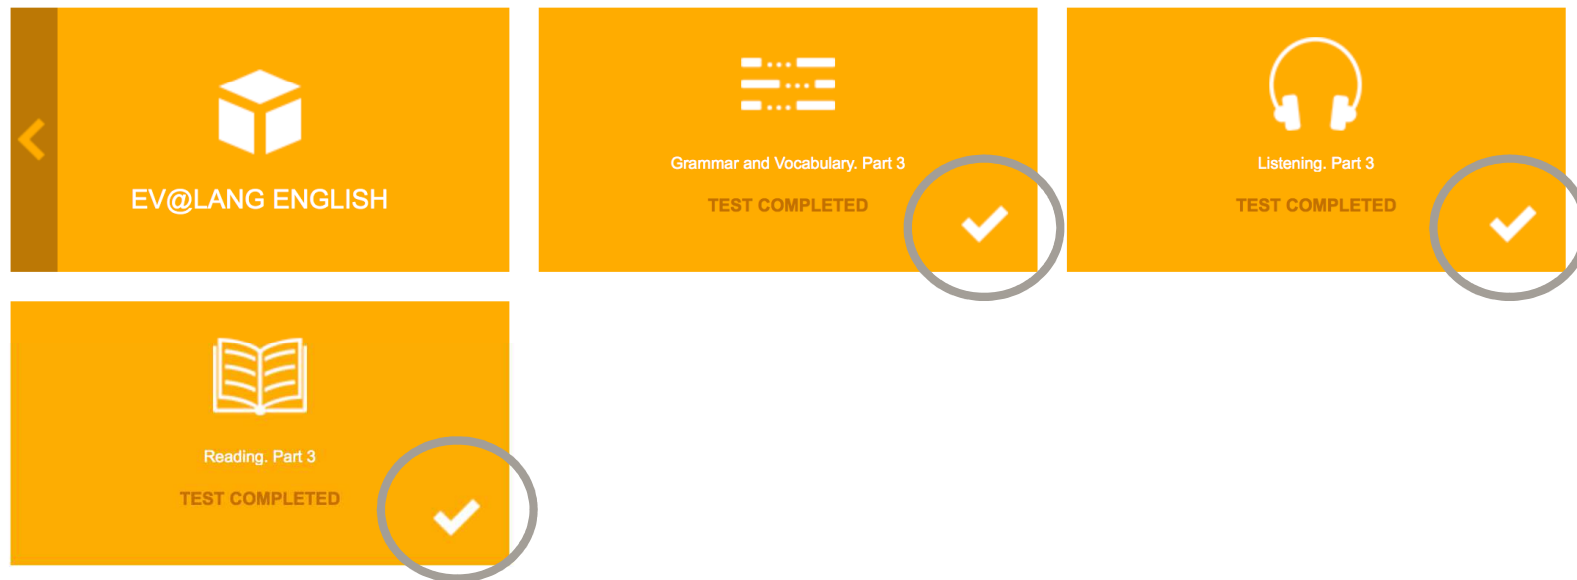 EV@LANG ENGLISH
Grammar and Vocabulary. Part 3
TEST COMPLETED
Listening. Part 3
TEST COMPLETED
Reading. Part 3
TEST COMPLETED